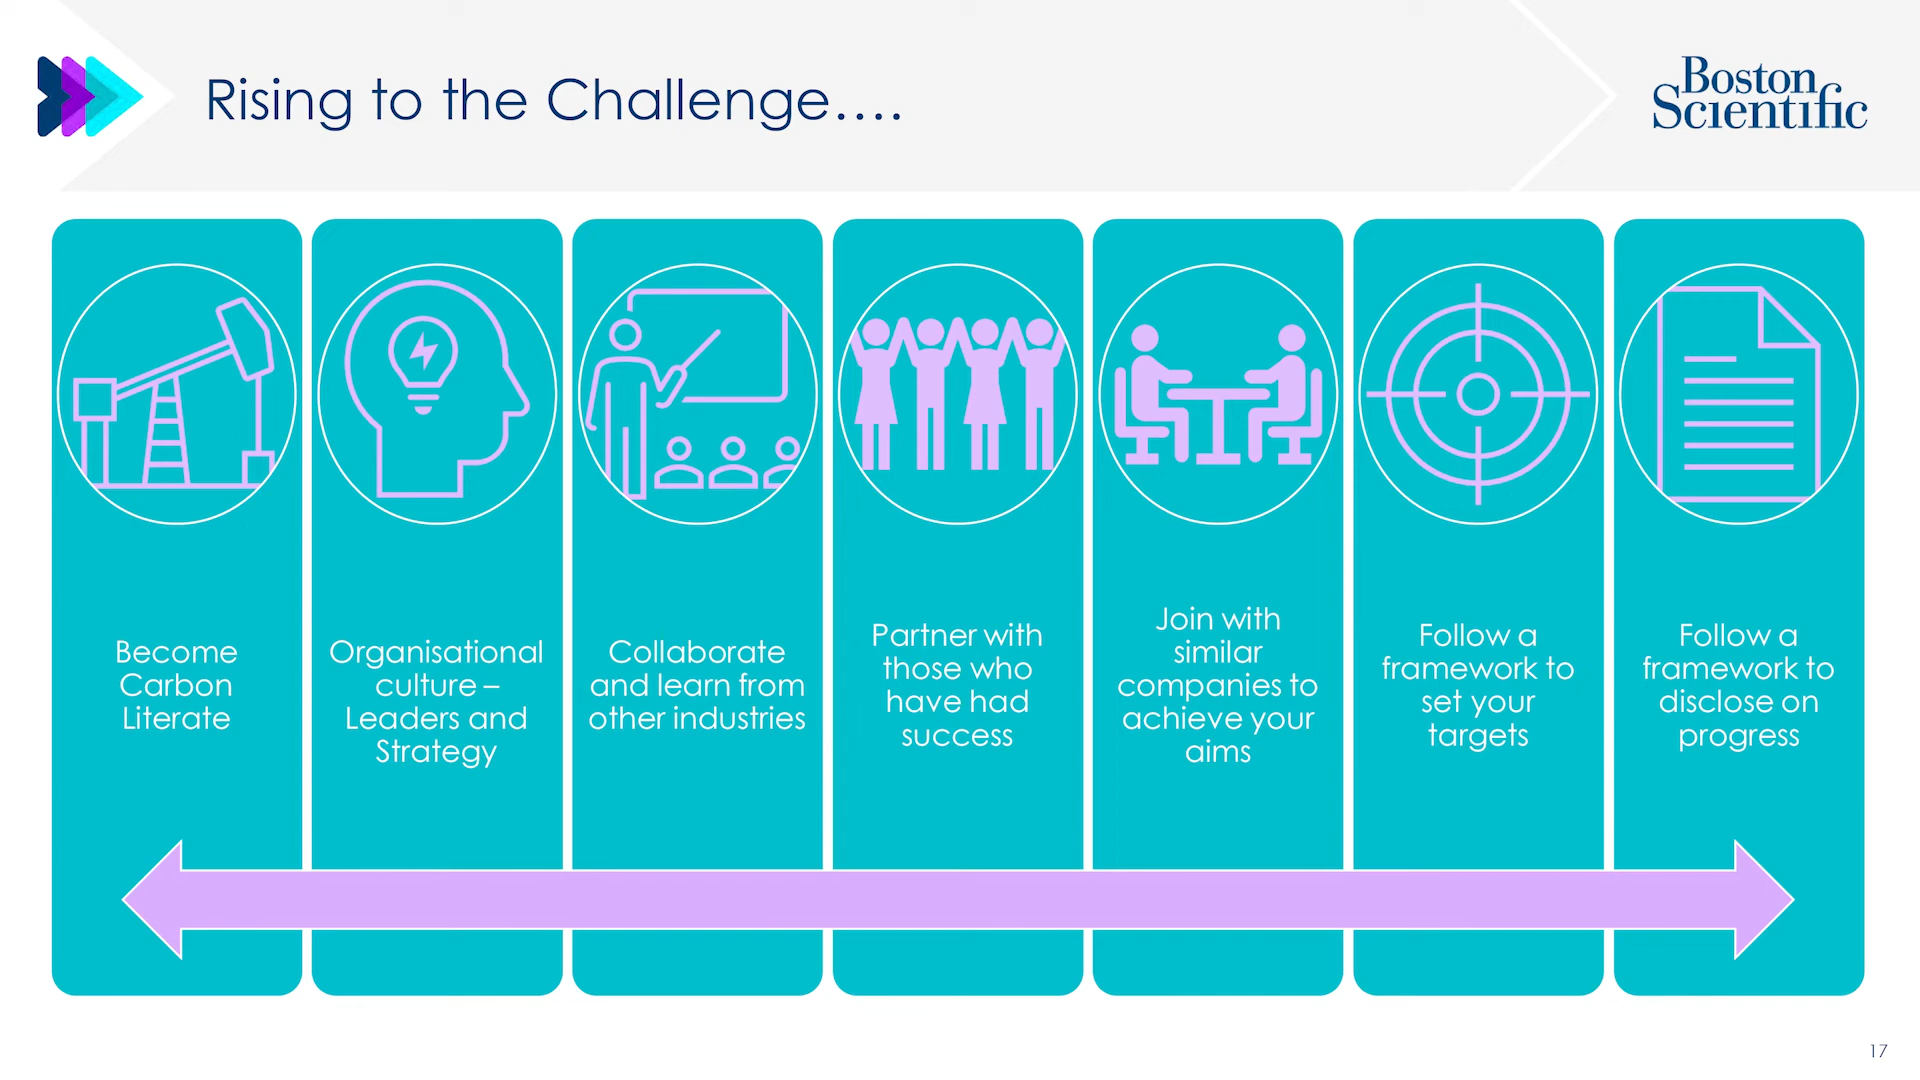 Rising to the Challenge....
Boston
Scientific
Become
Carbon
Literate
Organisational
culture –
Leaders and
Strategy
Collaborate
and learn from
other industries
Partner with
those who
have had
success
Join with
similar
companies to
achieve your
aims
Follow a
framework to
set your
targets
Follow a
framework to
disclose on
progress
17